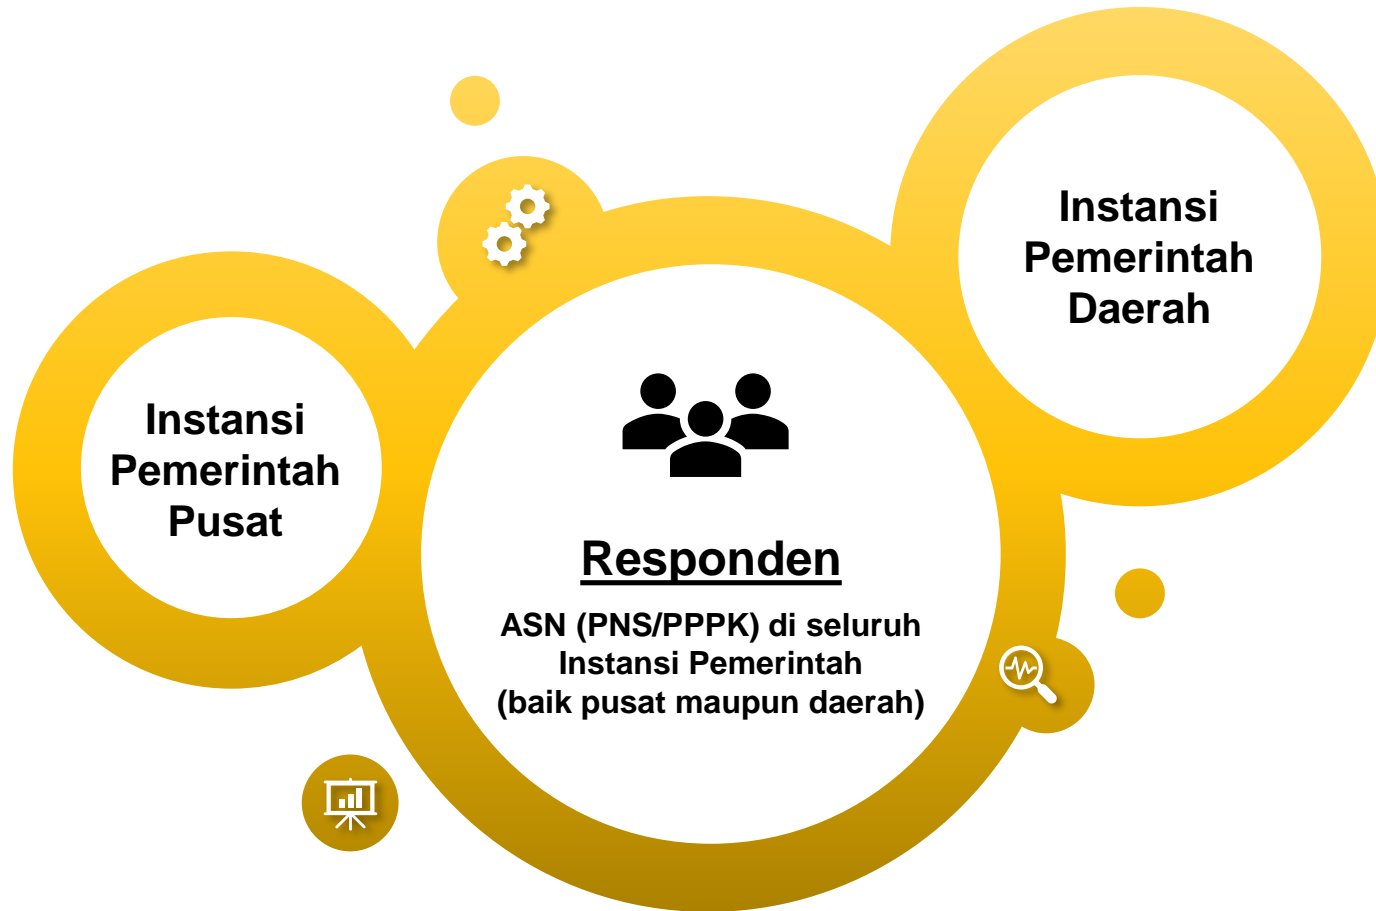 Instansi
Pemerintah
Pusat
Responden
ASN (PNS/PPPK) di seluruh
Instansi Pemerintah
(baik pusat maupun daerah)
Instansi
Pemerintah
Daerah